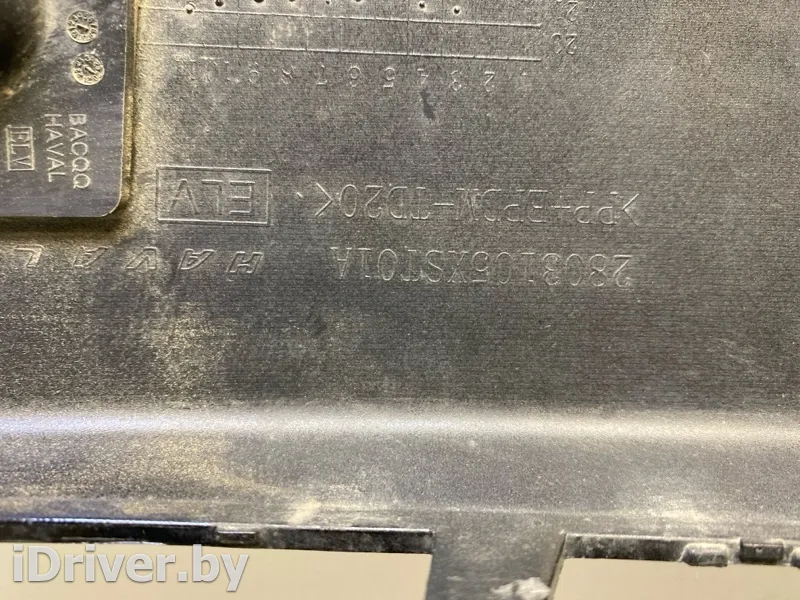 2803105XST01A HAVAL
>PP+EPDM-TD20< ELV
1 2 3 4 5 6 7 8 9 10 11
BACQQ
HAVAL
ELV
iDriver.by